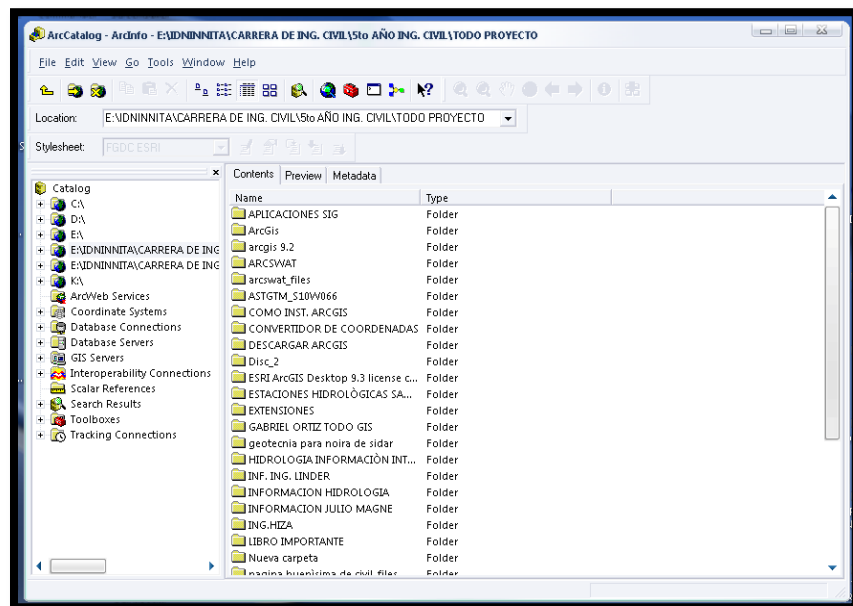 ArcCatalog - ArcInfo - E:\IDNINNITA\CARRERA DE ING. CIVIL\5to AÑO ING. CIVIL\TODO PROYECTO
File Edit View Go Tools Window Help
Location: E:\IDNINNITA\CARRERA DE ING. CIVIL\5to AÑO ING. CIVIL\TODO PROYECTO
Stylesheet: FGDC ESRI
Catalog
C:\
D:\
E:\
E:\IDNINNITA\CARRERA DE ING
E:\IDNINNITA\CARRERA DE ING
K:\
ArcWeb Services
Coordinate Systems
Database Connections
Database Servers
GIS Servers
Interoperability Connections
Scalar References
Search Results
Toolboxes
Tracking Connections
Contents Preview Metadata
Name Type
APLICACIONES SIG Folder
ArcGis Folder
arcgis 9.2 Folder
ARCSWAT Folder
arcswat_files Folder
ASTGTM_S10W066 Folder
COMO INST. ARCGIS Folder
CONVERTIDOR DE COORDENADAS Folder
DESCARGAR ARCGIS Folder
Disc_2 Folder
ESRI ArcGIS Desktop 9.3 license c... Folder
ESTACIONES HIDROLÒGICAS SA... Folder
EXTENSIONES Folder
GABRIEL ORTIZ TODO GIS Folder
geotecnia para noira de sidar Folder
HIDROLOGIA INFORMACIÒN INT... Folder
INF. ING. LINDER Folder
INFORMACION HIDROLOGIA Folder
INFORMACION JULIO MAGNE Folder
ING.HIZA Folder
LIBRO IMPORTANTE Folder
Nueva carpeta Folder
pagina buenìsima de civil_files Folder